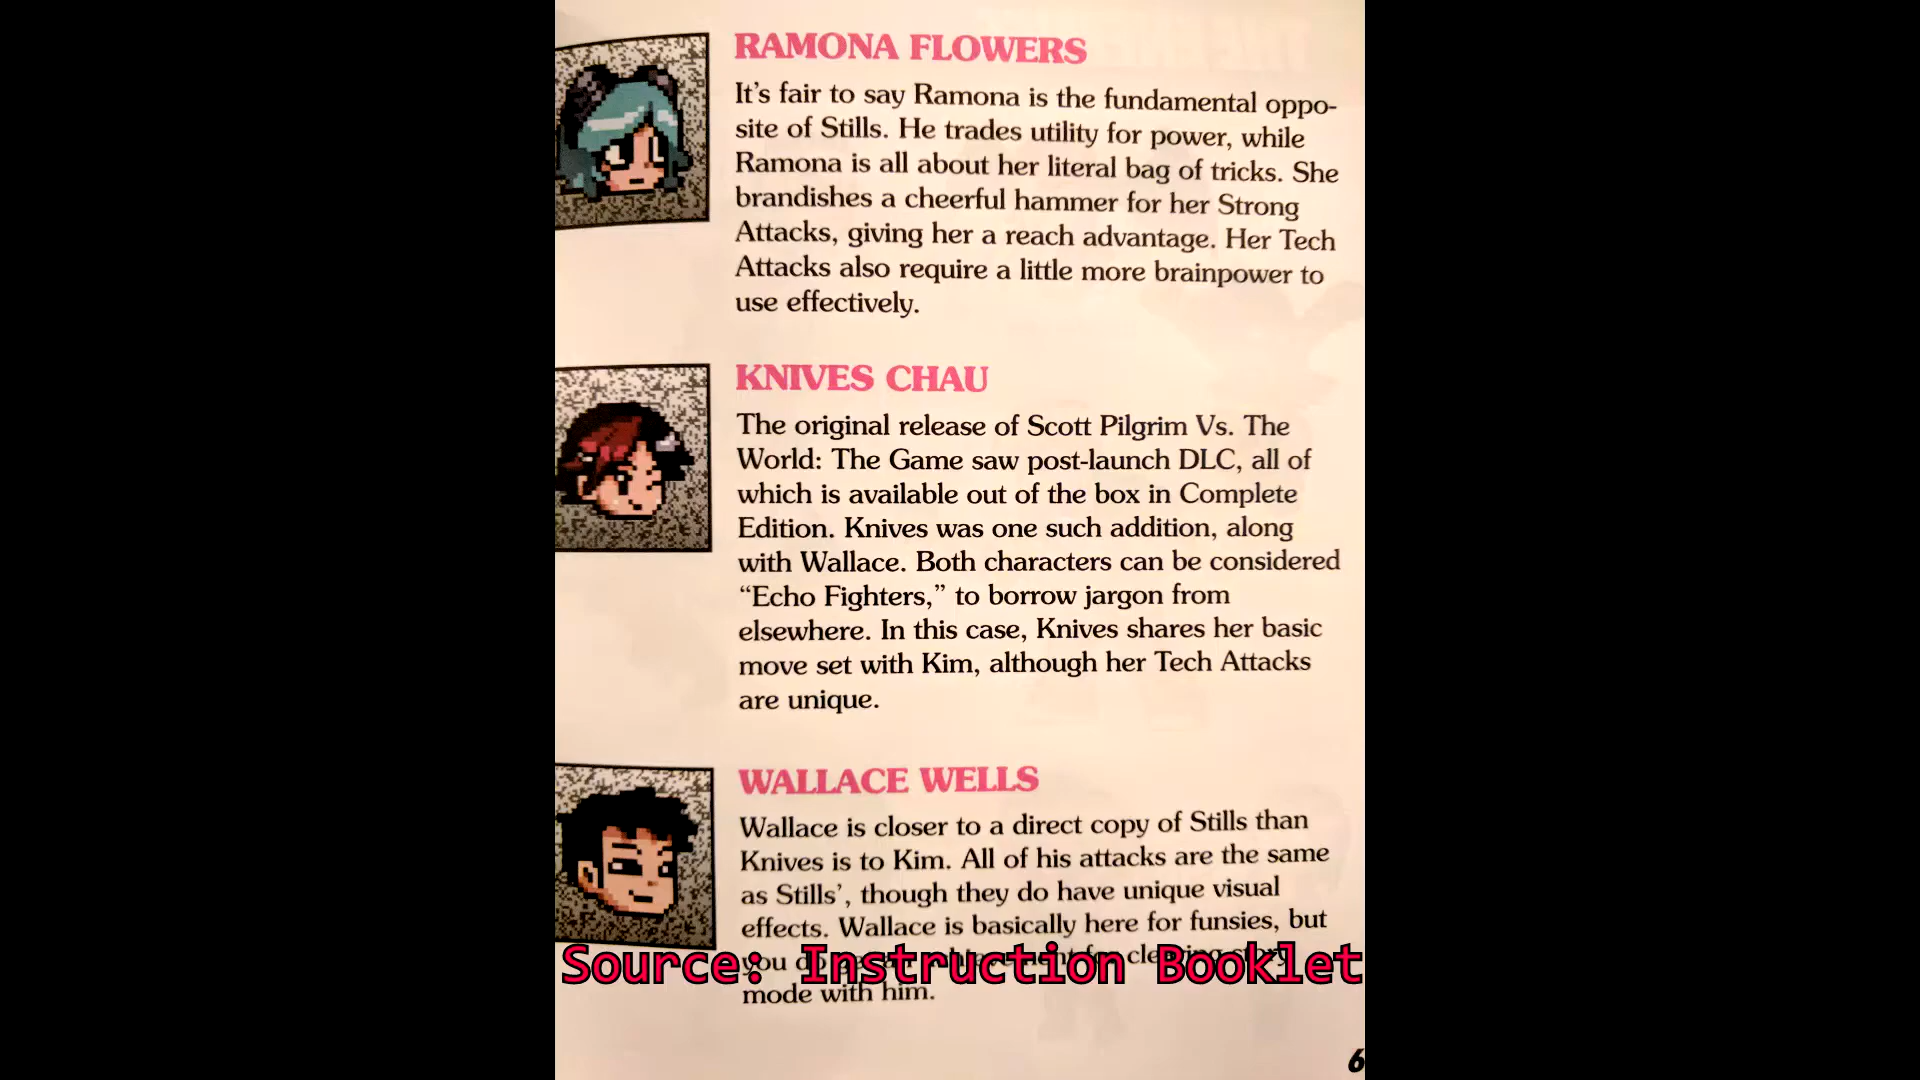 RAMONA FLOWERS
It's fair to say Ramona is the fundamental oppo-
site of Stills. He trades utility for power, while
Ramona is all about her literal bag of tricks. She
brandishes a cheerful hammer for her Strong
Attacks, giving her a reach advantage. Her Tech
Attacks also require a little more brainpower to
use effectively.
KNIVES CHAU
The original release of Scott Pilgrim Vs. The
World: The Game saw post-launch DLC, all of
which is available out of the box in Complete
Edition. Knives was one such addition, along
with Wallace. Both characters can be considered
“Echo Fighters,” to borrow jargon from
elsewhere. In this case, Knives shares her basic
move set with Kim, although her Tech Attacks
are unique.
WALLACE WELLS
Wallace is closer to a direct copy of Stills than
Knives is to Kim. All of his attacks are the same
as Stills’, though they do have unique visual
effects. Wallace is basically here for funsies, but
you do get an achievement for clearing story
mode with him.
Source: Instruction Booklet
6